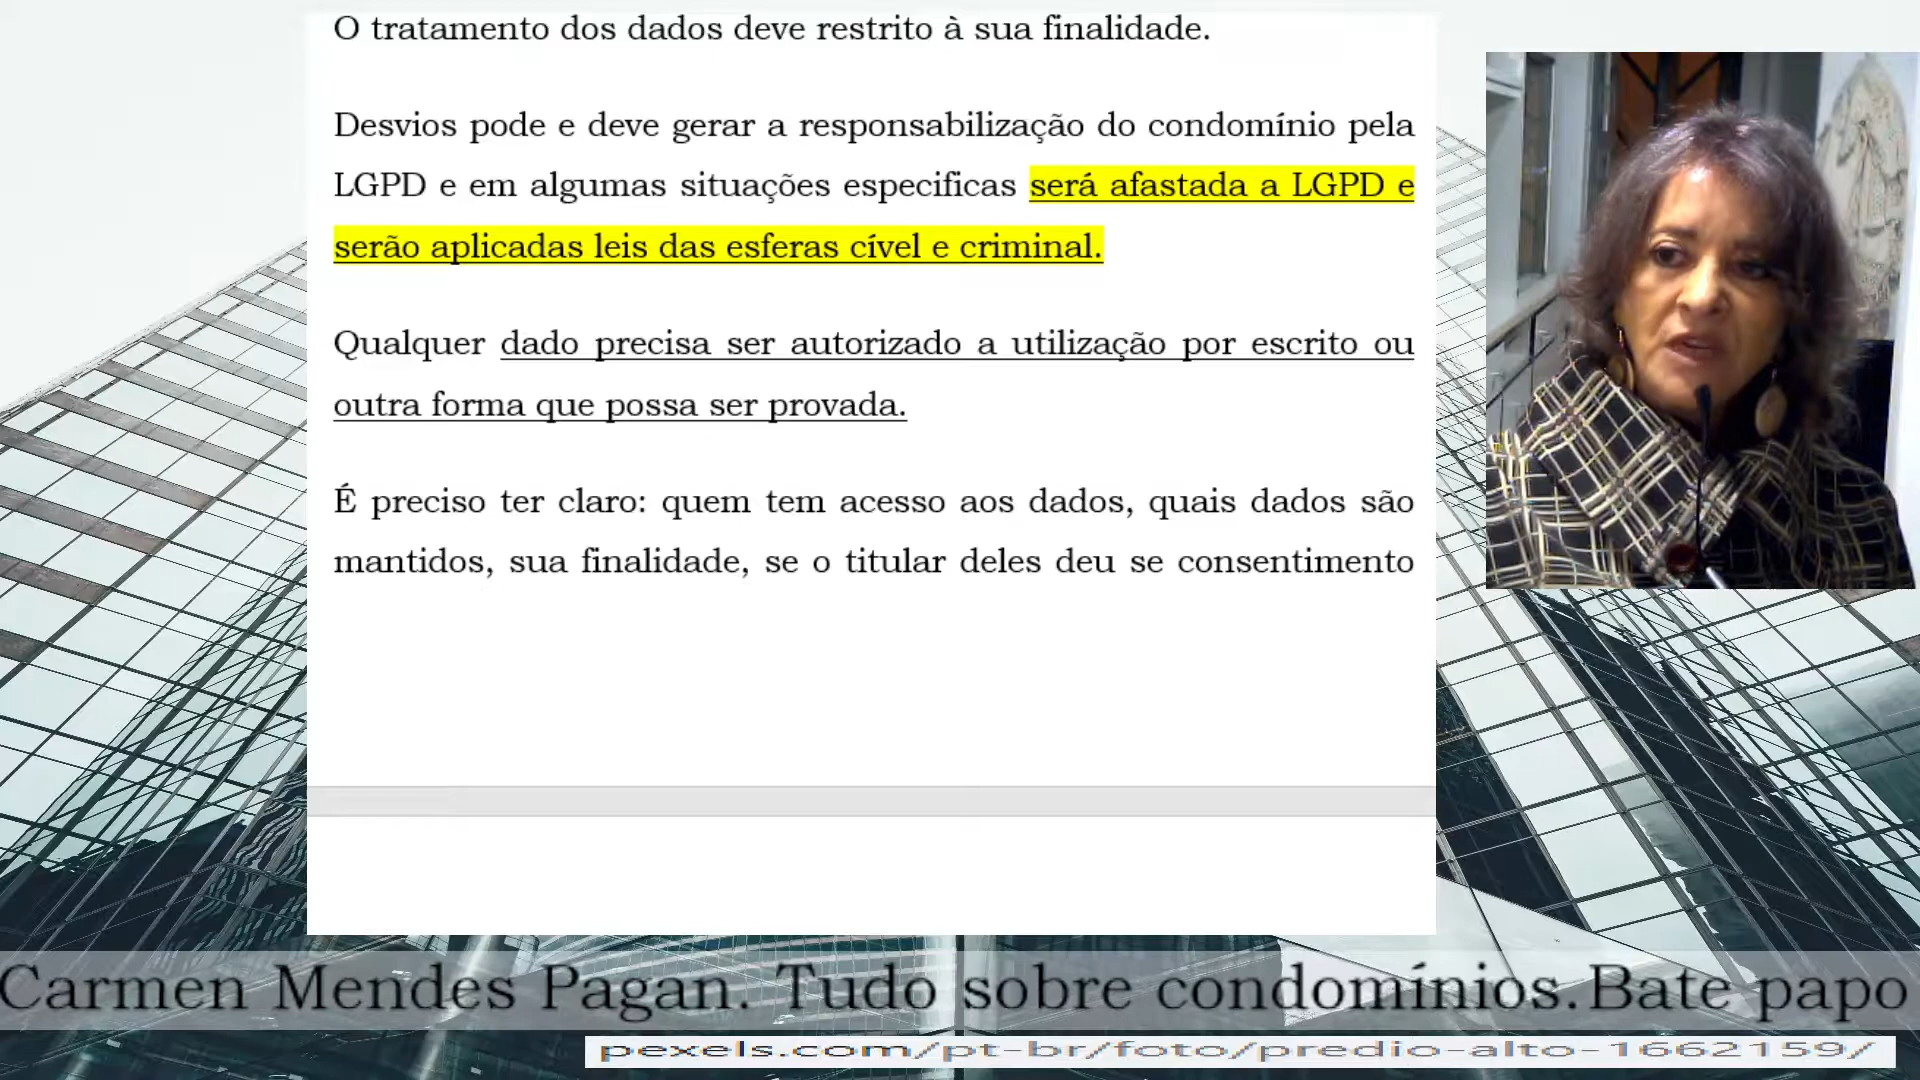 O tratamento dos dados deve restrito à sua finalidade.
Desvios pode e deve gerar a responsabilização do condomínio pela
LGPD e em algumas situações especificas será afastada a LGPD e
serão aplicadas leis das esferas cível e criminal.
Qualquer dado precisa ser autorizado a utilização por escrito ou
outra forma que possa ser provada.
É preciso ter claro: quem tem acesso aos dados, quais dados são
mantidos, sua finalidade, se o titular deles deu se consentimento
Carmen Mendes Pagan. Tudo sobre condomínios. Bate papo
pexels.com/pt-br/foto/predio-alto-1662159/